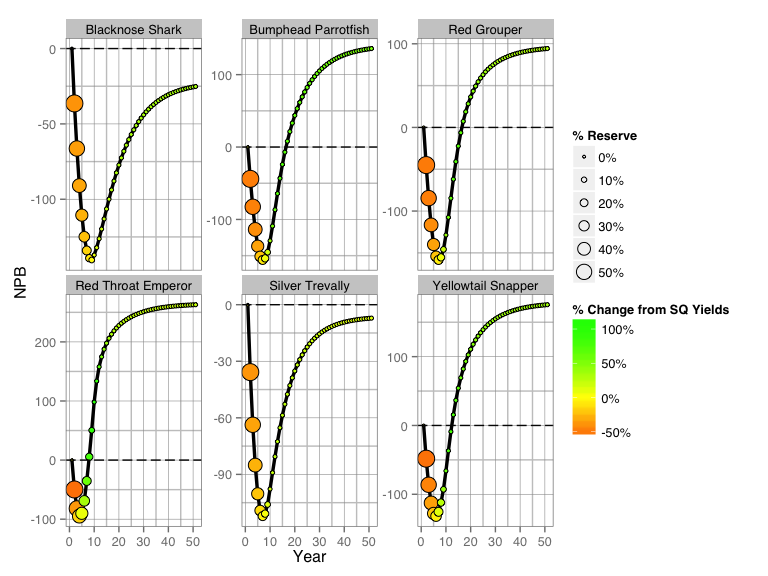 Blacknose Shark
Bumphead Parrotfish
Red Grouper
0
-50
-100
100
0
-100
100
0
-100
Red Throat Emperor
Silver Trevally
Yellowtail Snapper
200
100
0
-100
0
-30
-60
-90
100
0
-100
0 10 20 30 40 50
0 10 20 30 40 50
0 10 20 30 40 50
Year
NPB
% Reserve
0%
10%
20%
30%
40%
50%
% Change from SQ Yields
100%
50%
0%
-50%